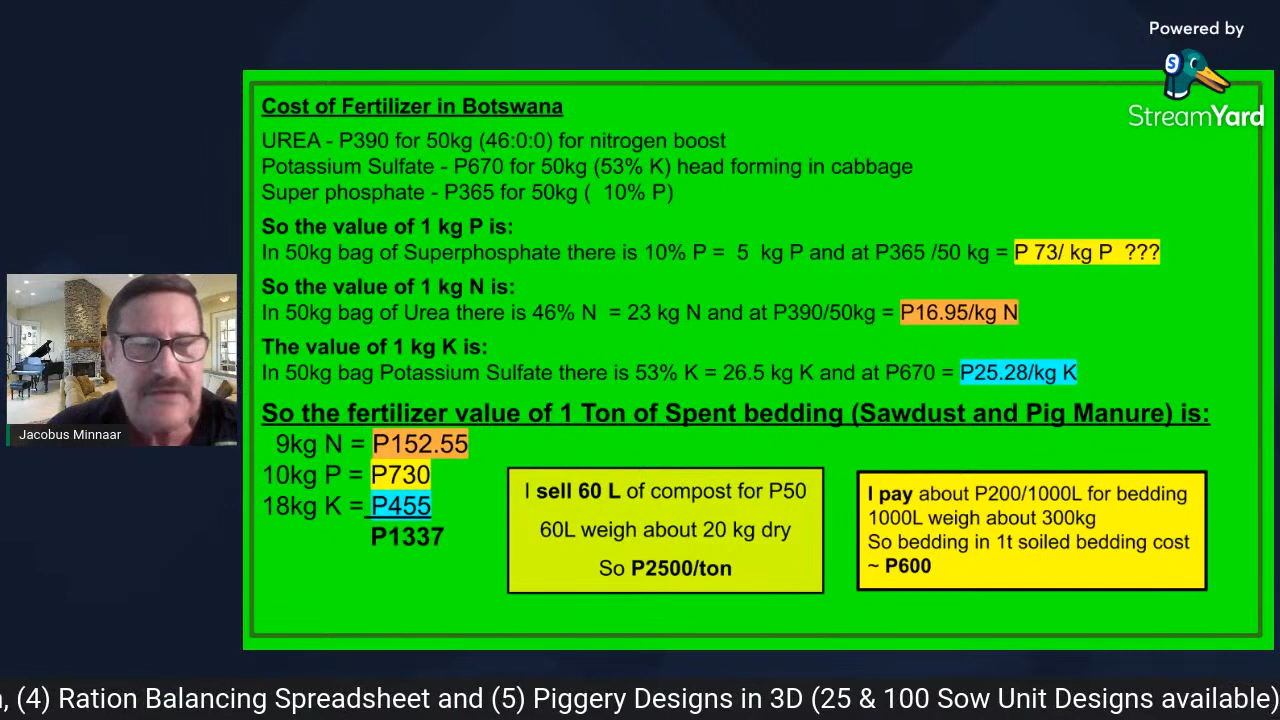 Powered by
StreamYard
Cost of Fertilizer in Botswana
UREA - P390 for 50kg (46:0:0) for nitrogen boost
Potassium Sulfate - P670 for 50kg (53% K) head forming in cabbage
Super phosphate - P365 for 50kg ( 10% P)
So the value of 1 kg P is:
In 50kg bag of Superphosphate there is 10% P = 5 kg P and at P365 /50 kg = P 73/ kg P ???
So the value of 1 kg N is:
In 50kg bag of Urea there is 46% N = 23 kg N and at P390/50kg = P16.95/kg N
The value of 1 kg K is:
In 50kg bag Potassium Sulfate there is 53% K = 26.5 kg K and at P670 = P25.28/kg K
So the fertilizer value of 1 Ton of Spent bedding (Sawdust and Pig Manure) is:
9kg N = P152.55
10kg P = P730
18kg K = P455
P1337
I sell 60 L of compost for P50
60L weigh about 20 kg dry
So P2500/ton
I pay about P200/1000L for bedding
1000L weigh about 300kg
So bedding in 1t soiled bedding cost
~ P600
Jacobus Minnaar
, (4) Ration Balancing Spreadsheet and (5) Piggery Designs in 3D (25 & 100 Sow Unit Designs available)